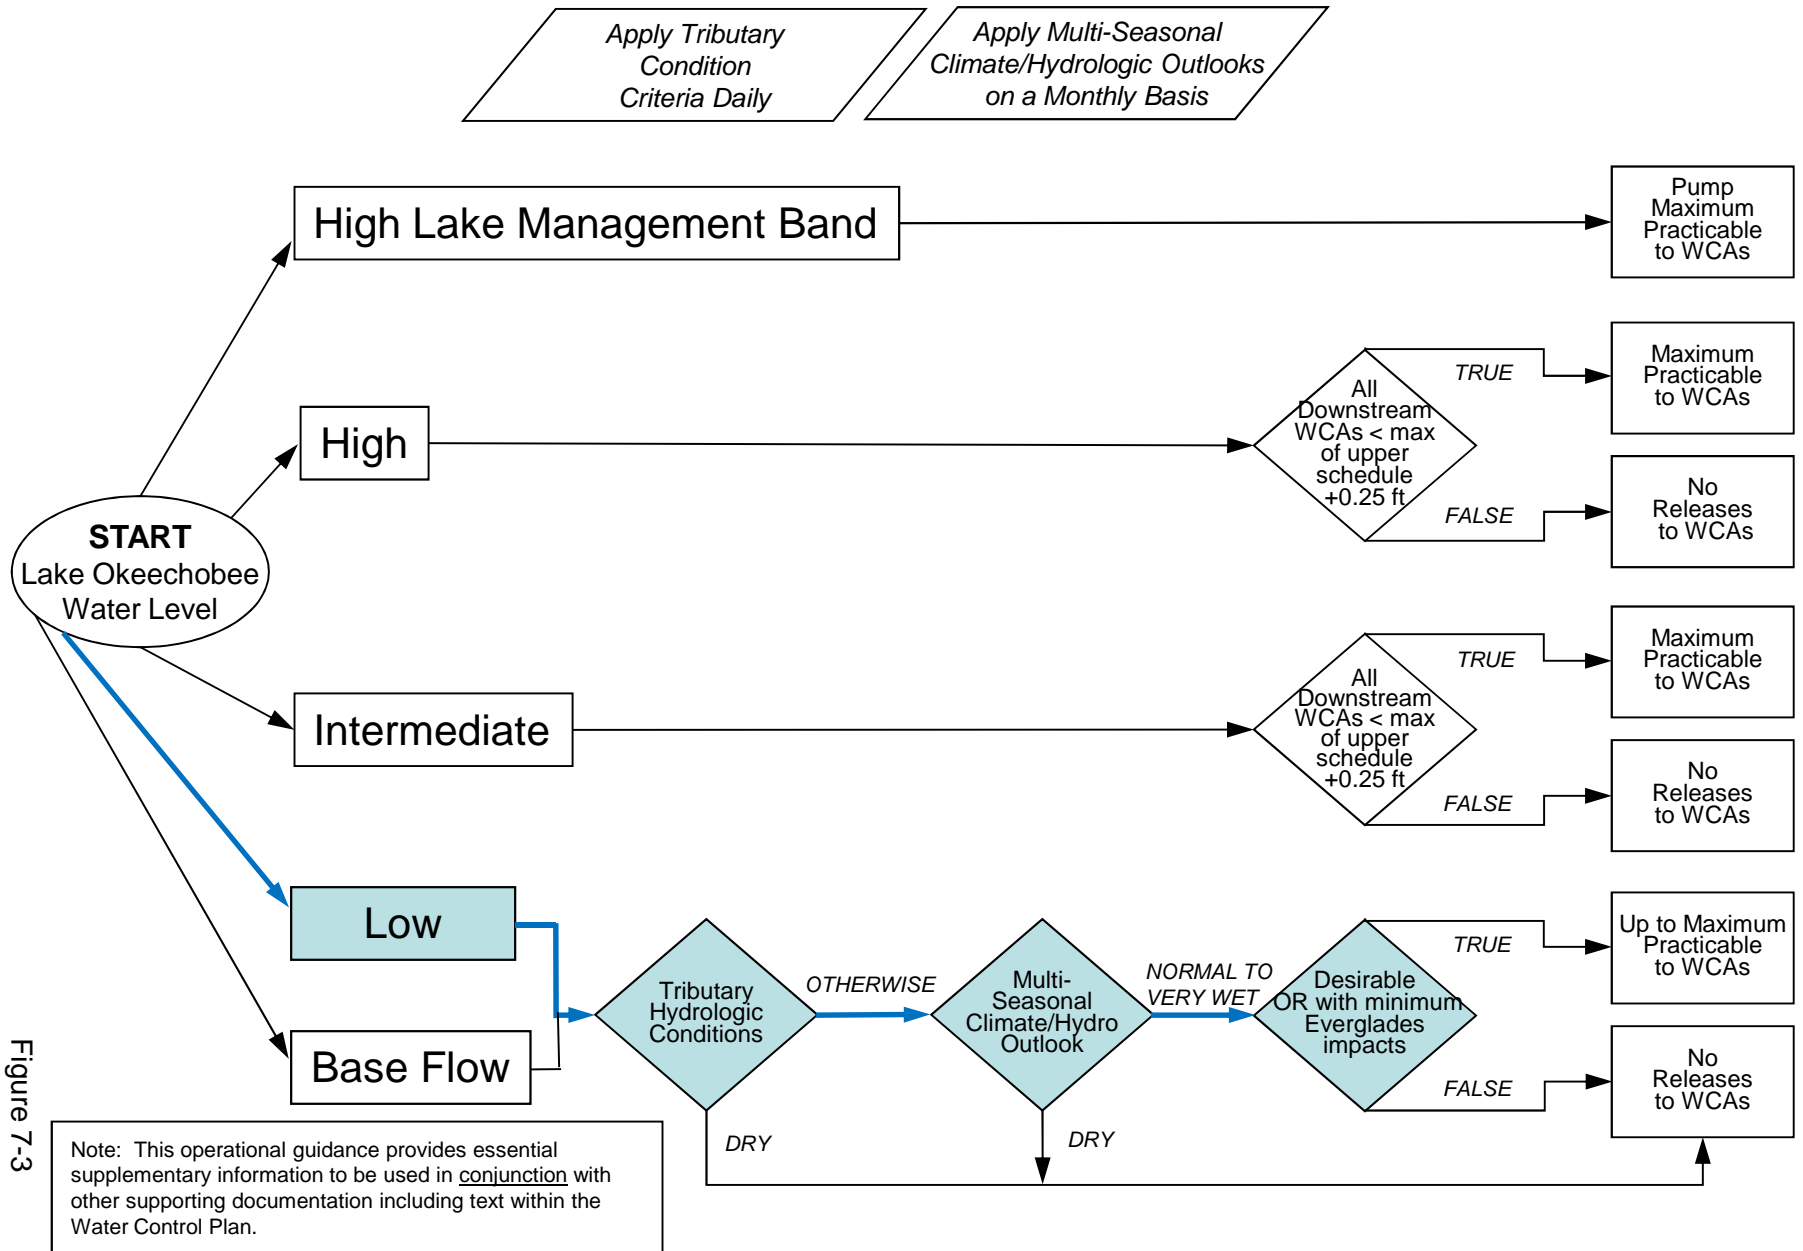 Apply Tributary
Condition
Criteria Daily
Apply Multi-Seasonal
Climate/Hydrologic Outlooks
on a Monthly Basis
High Lake Management Band
Pump
Maximum
Practicable
to WCAs
High
All
Downstream
WCAs < max
of upper
schedule
+0.25 ft
TRUE
Maximum
Practicable
to WCAs
FALSE
No
Releases
to WCAs
START
Lake Okeechobee
Water Level
Intermediate
All
Downstream
WCAs < max
of upper
schedule
+0.25 ft
TRUE
Maximum
Practicable
to WCAs
FALSE
No
Releases
to WCAs
Low
Base Flow
Tributary
Hydrologic
Conditions
OTHERWISE
DRY
Multi-
Seasonal
Climate/Hydro
Outlook
NORMAL TO
VERY WET
DRY
Desirable
OR with minimum
Everglades
impacts
TRUE
Up to Maximum
Practicable
to WCAs
FALSE
No
Releases
to WCAs
Note: This operational guidance provides essential
supplementary information to be used in conjunction with
other supporting documentation including text within the
Water Control Plan.
Figure 7-3